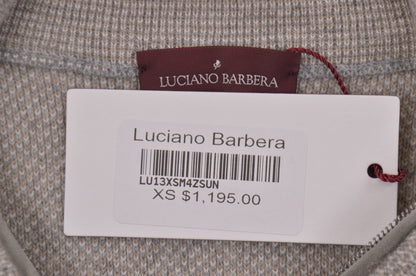 LUCIANO BARBERA
Luciano Barbera
LU13XSM4ZSUN
XS $1,195.00